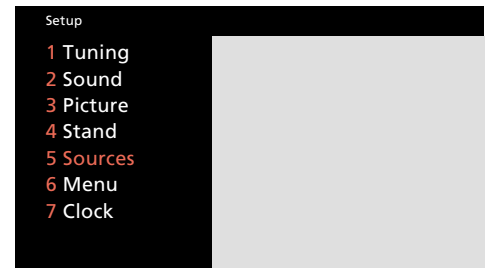 Setup
1 Tuning
2 Sound
3 Picture
4 Stand
5 Sources
6 Menu
7 Clock